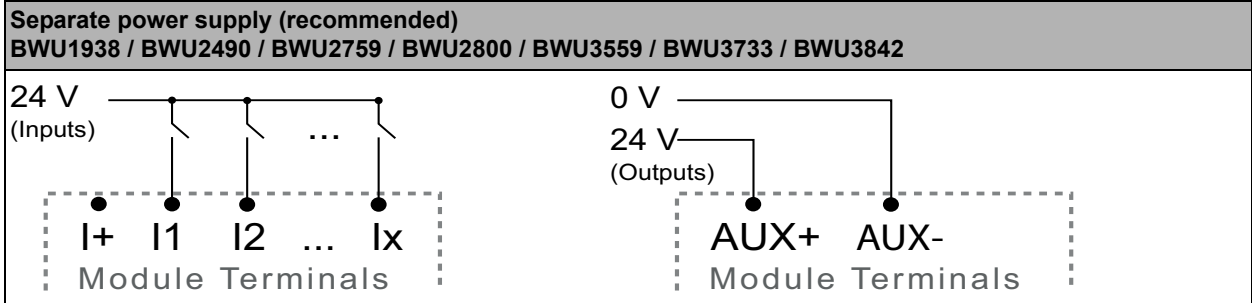 Separate power supply (recommended)
BWU1938 / BWU2490 / BWU2759 / BWU2800 / BWU3559 / BWU3733 / BWU3842
24 V
(Inputs)
...
I+ I1 I2 ... Ix
Module Terminals
0 V
24 V
(Outputs)
AUX+ AUX-
Module Terminals